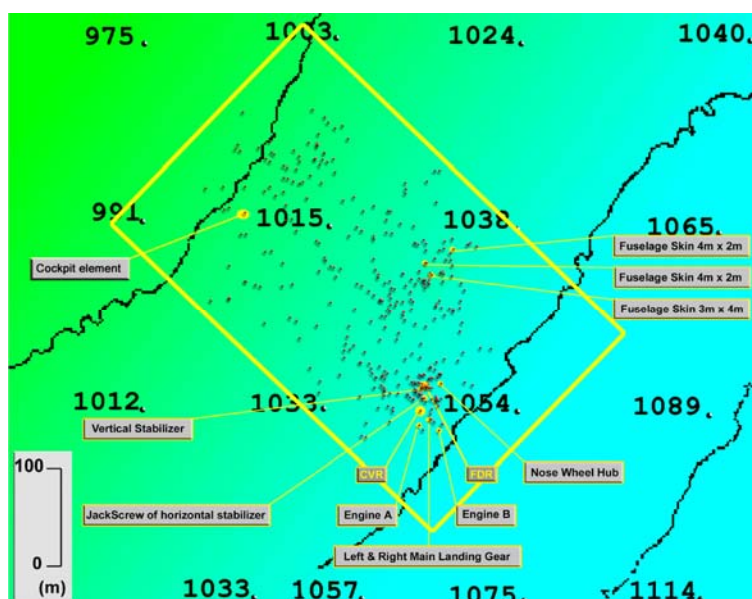 975 1003 1024 1040
991 1015 1038 1065
Fuselage Skin 4m x 2m
Cockpit element
Fuselage Skin 4m x 2m
Fuselage Skin 3m x 4m
1012 1033 1054 1089
Vertical Stabilizer
100
CVR FDR Nose Wheel Hub
JackScrew of horizontal stabilizer Engine A Engine B
Left & Right Main Landing Gear
0
(m) 1033 1057 1075 1114